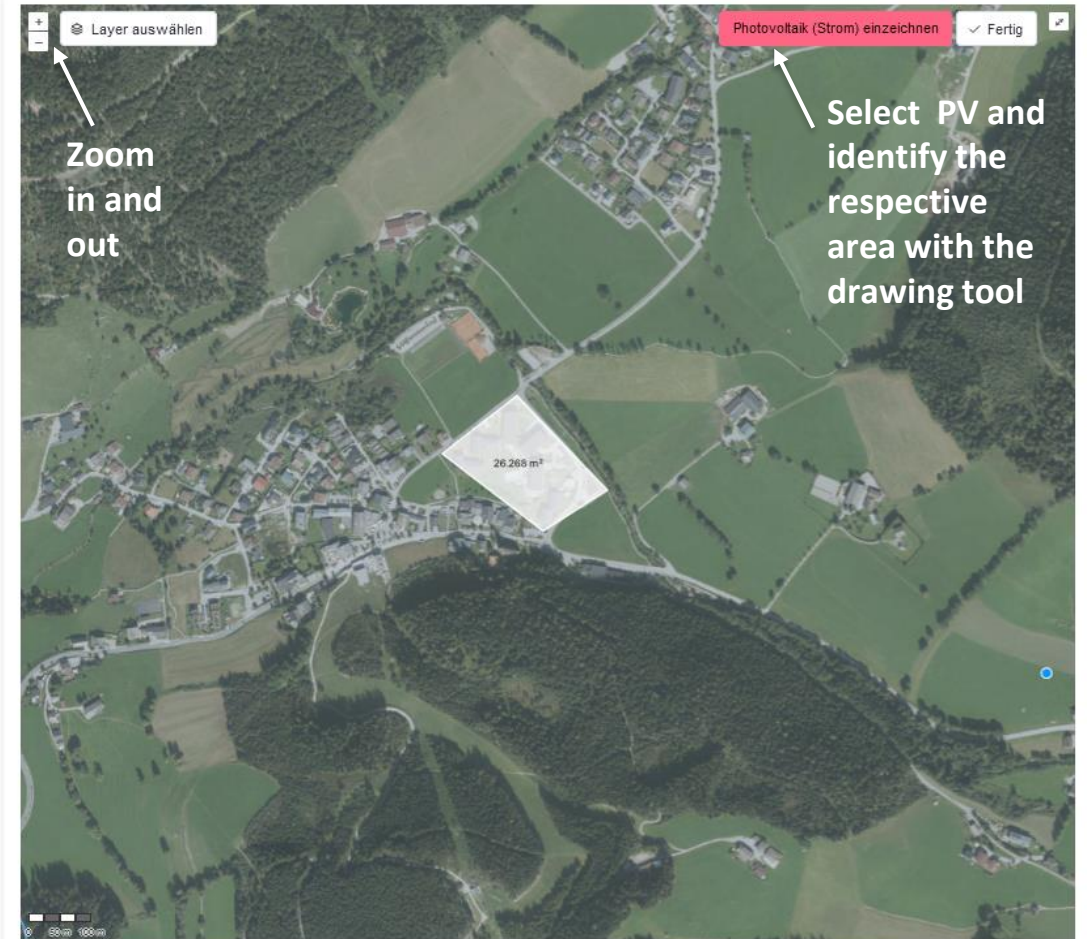 +
−
Layer auswählen
Photovoltaik (Strom) einzeichnen
Fertig
Zoom
in and
out
Select PV and
identify the
respective
area with the
drawing tool
26.268 m²
0 50 m 100 m